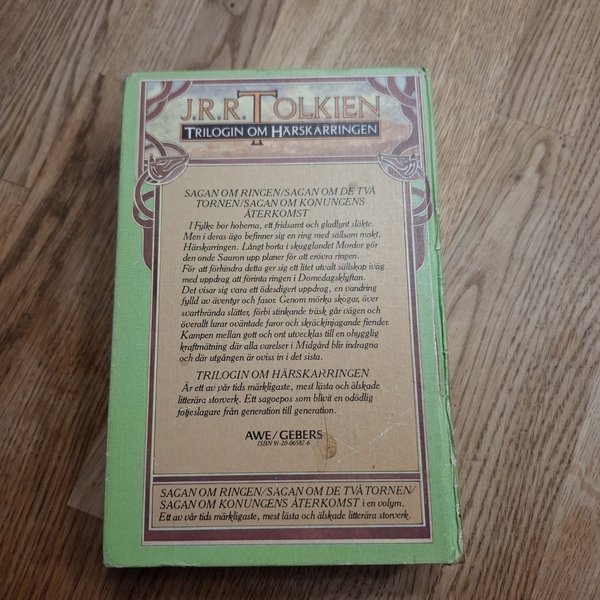 J.R.R. TOLKIEN
TRILOGIN OM HÄRSKARRINGEN
SAGAN OM RINGEN/SAGAN OM DE TVÅ
TORNEN/SAGAN OM KONUNGENS
ÅTERKOMST
I Fylke bor hoberna, ett fridsamt och gladlynt släkte.
Men i deras ägo befinner sig en ring med sällsam makt,
Härskarringen. Långt borta i skugglandet Mordor gör
den onde Sauron upp planer för att erövra ringen.
För att förhindra detta ger sig ett litet utvalt sällskap iväg
med uppdrag att förinta ringen i Domedagsklyftan.
Det visar sig vara ett ödesdigert uppdrag, en vandring
fylld av äventyr och fasor. Genom mörka skogar, över
svartbrända slätter, förbi stinkande träsk går vägen och
överallt lurar oväntade faror och skräckinjagande fiender.
Kampen mellan gott och ont utvecklas till en ohygglig
kraftmätning där alla varelser i Midgård blir indragna
och där utgången är oviss in i det sista.
TRILOGIN OM HÄRSKARRINGEN
Är ett av vår tids märkligaste, mest lästa och älskade
litterära storverk. Ett sagoepos som blivit en odödlig
följeslagare från generation till generation.
AWE/GEBERS
ISBN 91-20-06587-6
SAGAN OM RINGEN/SAGAN OM DE TVÅ TORNEN/
SAGAN OM KONUNGENS ÅTERKOMST i en volym.
Ett av vår tids märkligaste, mest lästa och älskade litterära storverk.